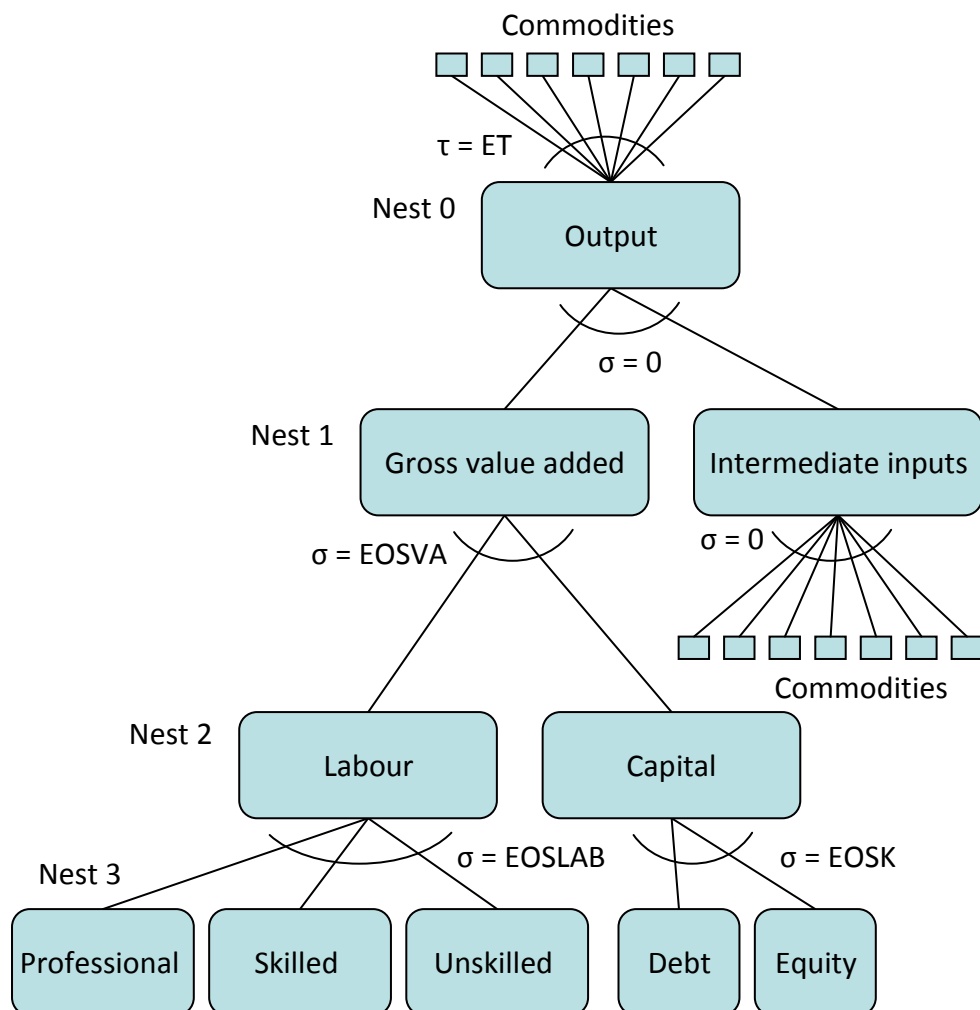 Commodities
τ = ET
Nest 0
Output
σ = 0
Nest 1
Gross value added
Intermediate inputs
σ = EOSVA
σ = 0
Commodities
Nest 2
Labour
Capital
σ = EOSLAB
σ = EOSK
Nest 3
Professional
Skilled
Unskilled
Debt
Equity